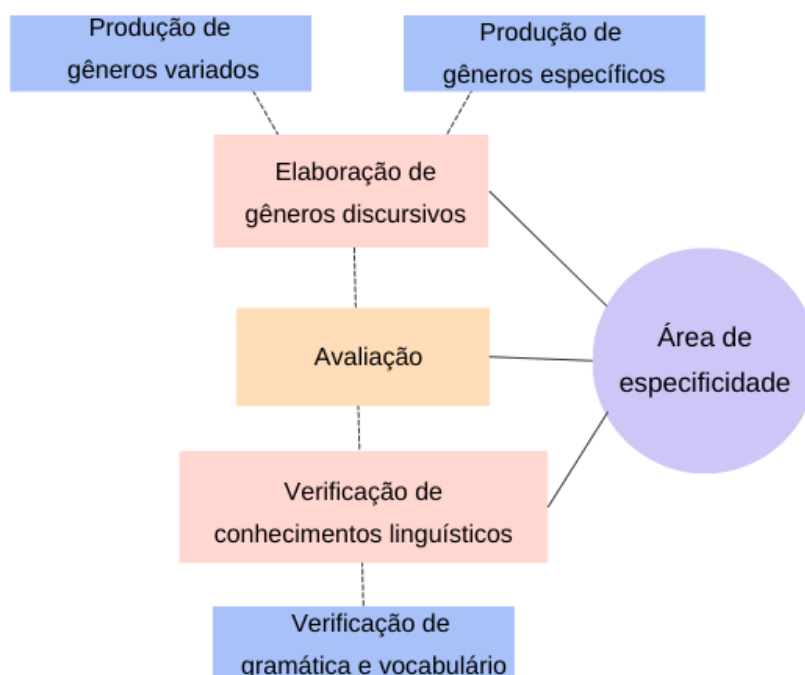 Produção de
gêneros variados
Produção de
gêneros específicos
Elaboração de
gêneros discursivos
Avaliação
Área de
especificidade
Verificação de
conhecimentos linguísticos
Verificação de
gramática e vocabulário